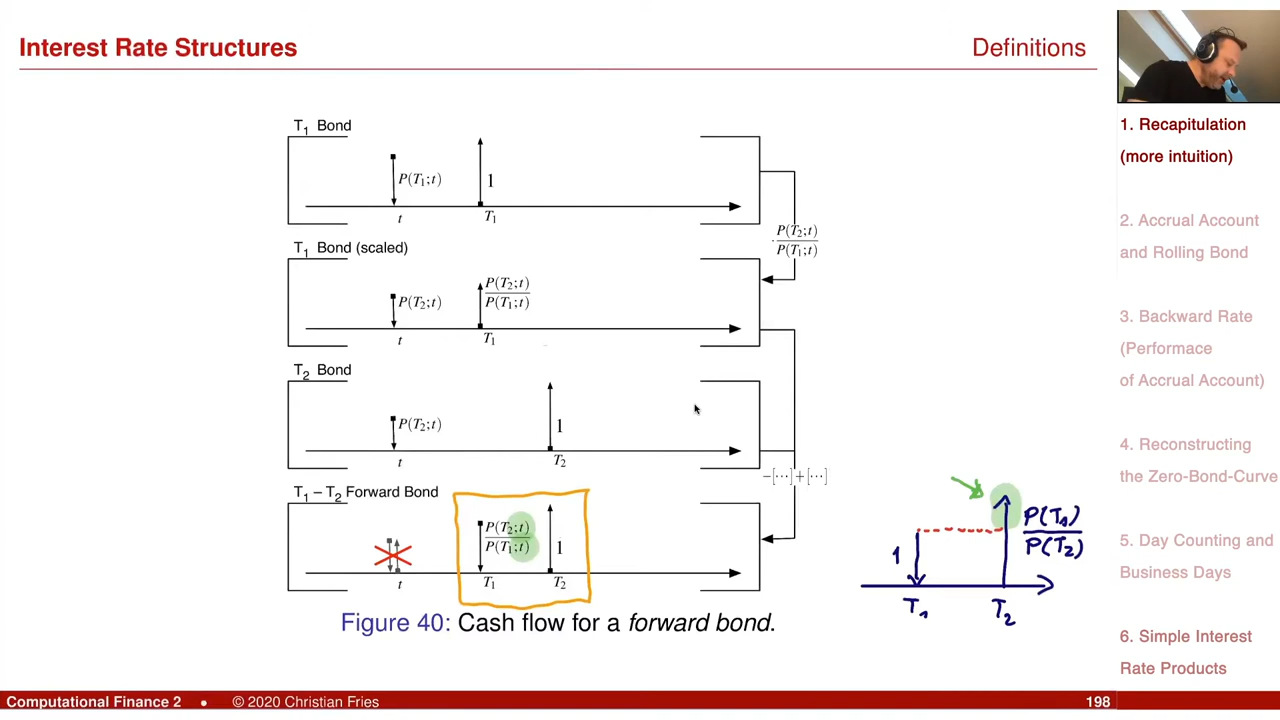 Interest Rate Structures
Definitions
T₁ Bond
P(T₁;t)
1
t
T₁
P(T₂;t)
P(T₁;t)
T₁ Bond (scaled)
P(T₂;t)
P(T₂;t)
P(T₁;t)
t
T₁
T₂ Bond
P(T₂;t)
1
t
T₂
−[⋯]+[⋯]
T₁ − T₂ Forward Bond
P(T₂;t)
P(T₁;t)
1
t
T₁
T₂
Figure 40: Cash flow for a forward bond.
1
P(T₁)
P(T₂)
T₁
T₂
1. Recapitulation
(more intuition)
2. Accrual Account
and Rolling Bond
3. Backward Rate
(Performace
of Accrual Account)
4. Reconstructing
the Zero-Bond-Curve
5. Day Counting and
Business Days
6. Simple Interest
Rate Products
Computational Finance 2 • © 2020 Christian Fries
198